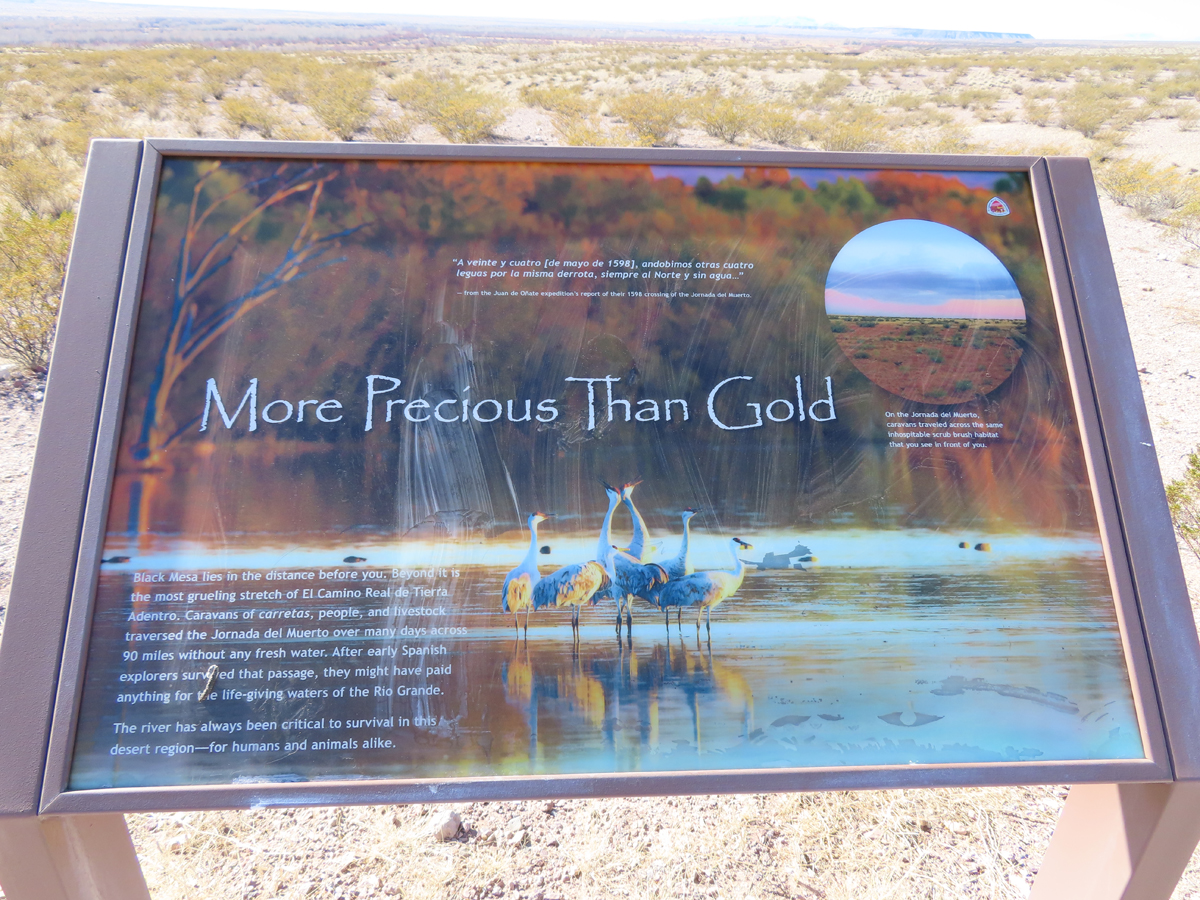 "A veinte y cuatro [de mayo de 1598], andobimos otras cuatro
leguas por la misma derrota, siempre al Norte y sin agua..."
— from the Juan de Oñate expedition's report of their 1598 crossing of the Jornada del Muerto.
More Precious Than Gold
On the Jornada del Muerto,
caravans traveled across the same
inhospitable scrub brush habitat
that you see in front of you.
Black Mesa lies in the distance before you. Beyond it is
the most grueling stretch of El Camino Real de Tierra
Adentro. Caravans of carretas, people, and livestock
traversed the Jornada del Muerto over many days across
90 miles without any fresh water. After early Spanish
explorers survived that passage, they might have paid
anything for the life-giving waters of the Rio Grande.
The river has always been critical to survival in this
desert region—for humans and animals alike.